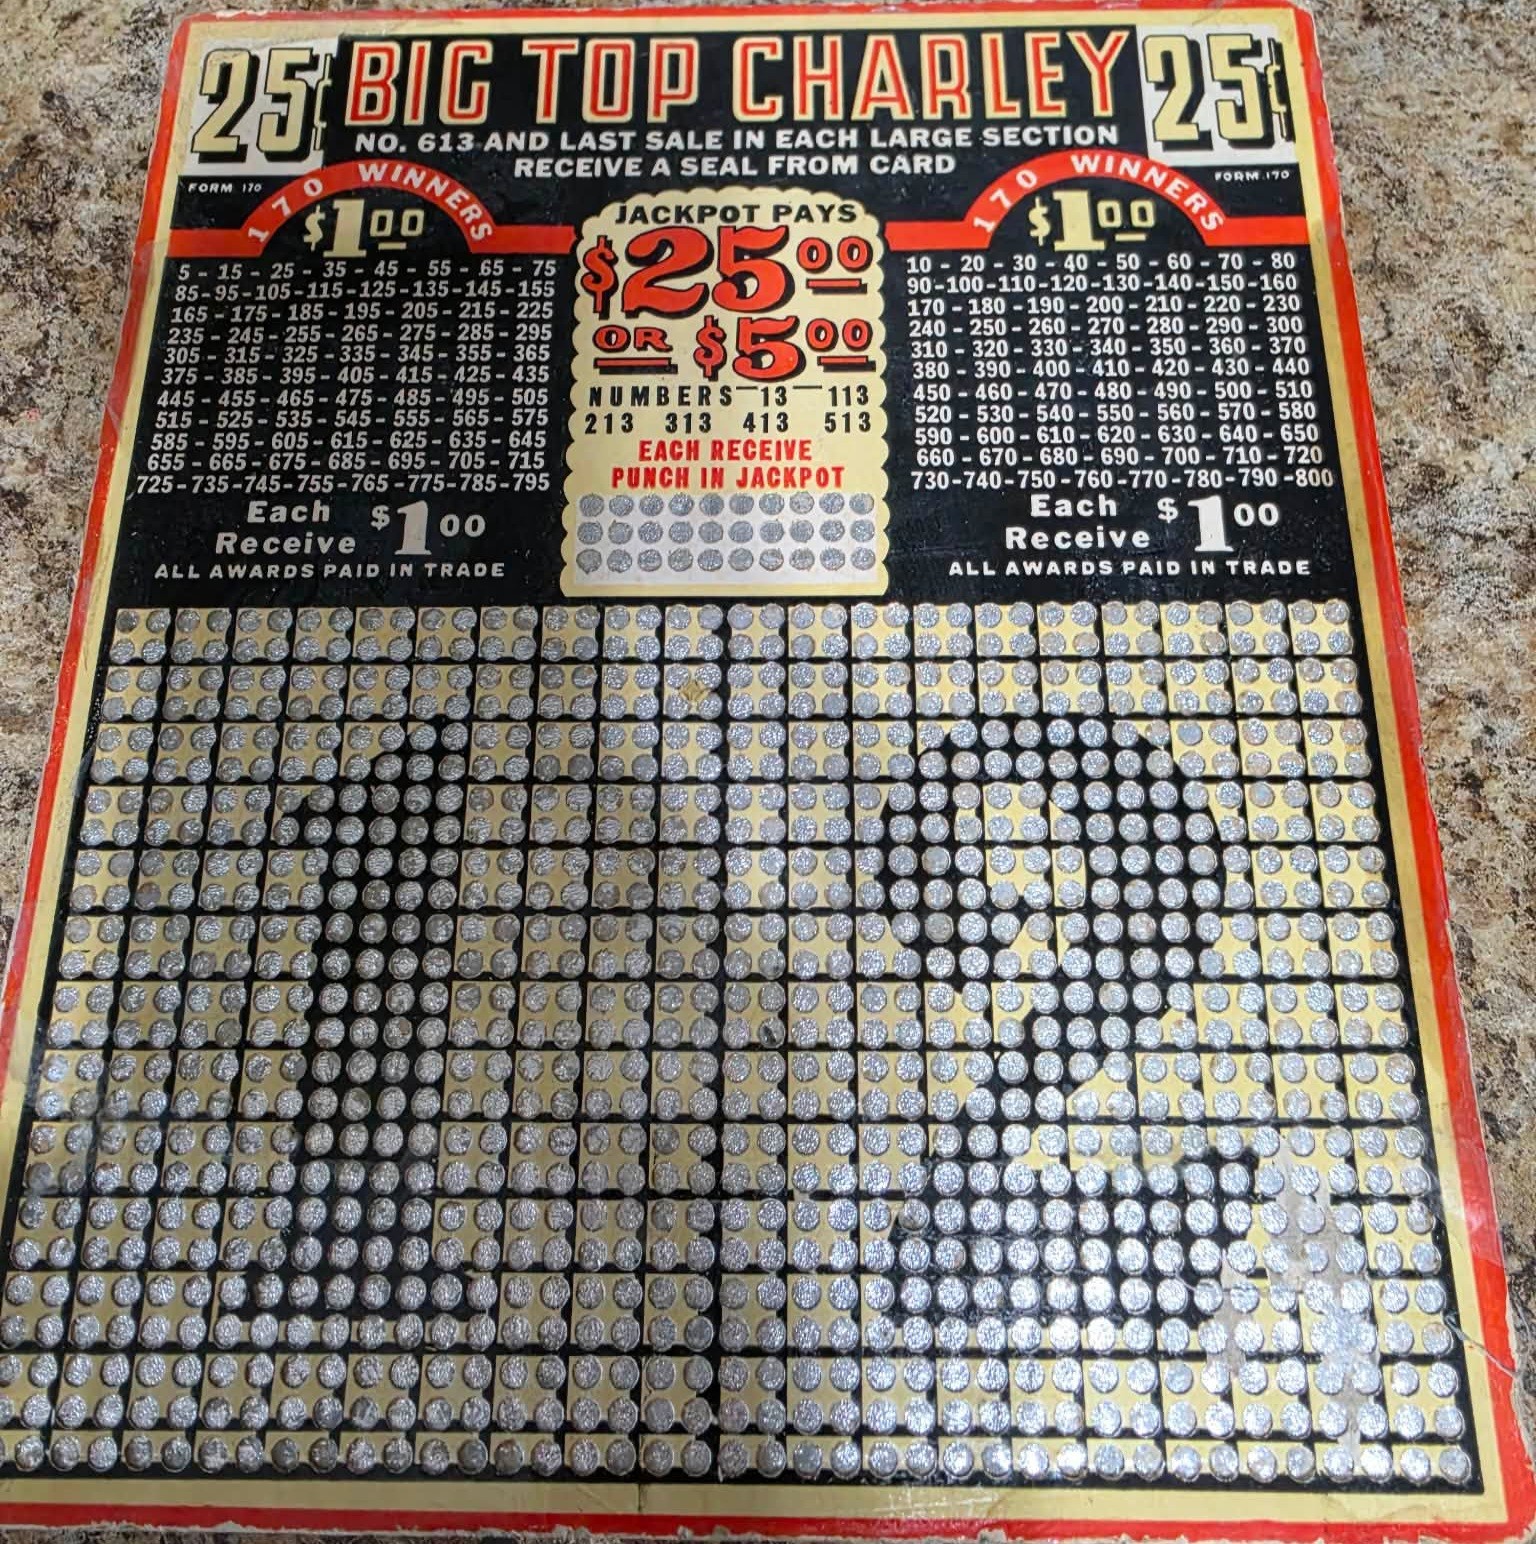 25¢ BIG TOP CHARLEY 25¢
NO. 613 AND LAST SALE IN EACH LARGE SECTION
RECEIVE A SEAL FROM CARD
FORM 170
170 WINNERS
$1.00
5 - 15 - 25 - 35 - 45 - 55 - 65 - 75
85-95-105-115-125-135-145-155
165 - 175 - 185 - 195 - 205 - 215 - 225
235 - 245 - 255 - 265 - 275 - 285 - 295
305 - 315 - 325 - 335 - 345 - 355 - 365
375 - 385 - 395 - 405 - 415 - 425 - 435
445 - 455 - 465 - 475 - 485 - 495 - 505
515 - 525 - 535 - 545 - 555 - 565 - 575
585 - 595 - 605 - 615 - 625 - 635 - 645
655 - 665 - 675 - 685 - 695 - 705 - 715
725-735-745-755-765-775-785-795
Each
Receive $1.00
ALL AWARDS PAID IN TRADE
JACKPOT PAYS
$25.00
OR $5.00
NUMBERS 13 113
213 313 413 513
EACH RECEIVE
PUNCH IN JACKPOT
FORM 170
170 WINNERS
$1.00
10 - 20 - 30 - 40 - 50 - 60 - 70 - 80
90-100-110-120-130-140-150-160
170 - 180 - 190 - 200 - 210 - 220 - 230
240 - 250 - 260 - 270 - 280 - 290 - 300
310 - 320 - 330 - 340 - 350 - 360 - 370
380 - 390 - 400 - 410 - 420 - 430 - 440
450 - 460 - 470 - 480 - 490 - 500 - 510
520 - 530 - 540 - 550 - 560 - 570 - 580
590 - 600 - 610 - 620 - 630 - 640 - 650
660 - 670 - 680 - 690 - 700 - 710 - 720
730-740-750-760-770-780-790-800
Each
Receive $1.00
ALL AWARDS PAID IN TRADE